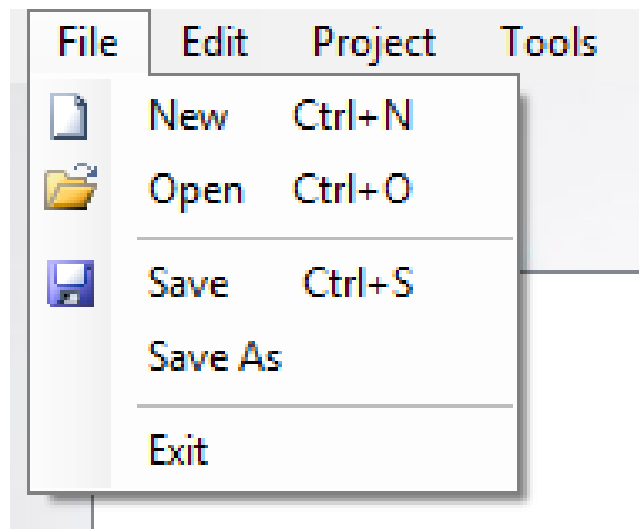 File Edit Project Tools
New Ctrl+N
Open Ctrl+O
Save Ctrl+S
Save As
Exit